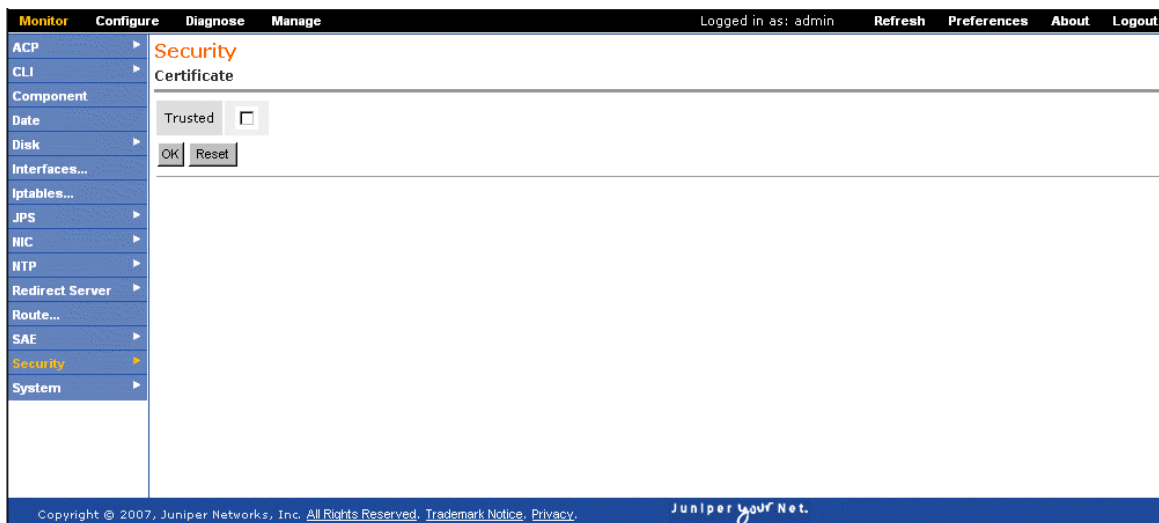 Monitor Configure Diagnose Manage Logged in as: admin Refresh Preferences About Logout
ACP
CLI
Component
Date
Disk
Interfaces...
Iptables...
JPS
NIC
NTP
Redirect Server
Route...
SAE
Security
System
Security
Certificate
Trusted
OK Reset
Copyright © 2007, Juniper Networks, Inc. All Rights Reserved. Trademark Notice. Privacy.
Juniper your Net.